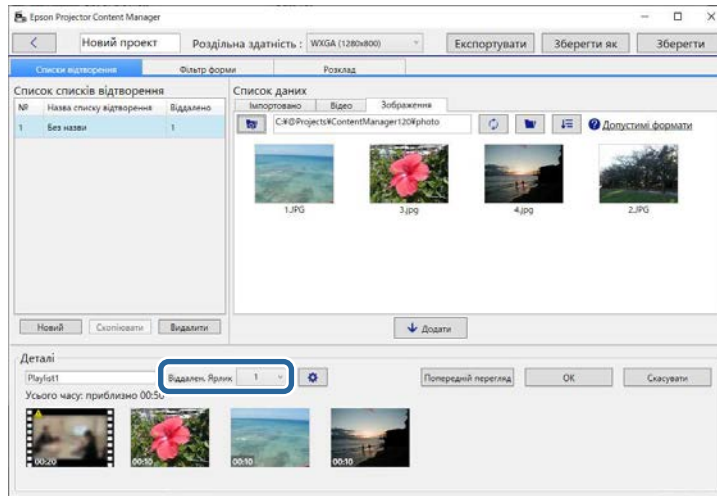 Epson Projector Content Manager
Новий проект Роздільна здатність : WXGA (1280x800) Експортувати Зберегти як Зберегти
Списки відтворення Фільтр форми Розклад
Список списків відтворення Список даних
№ Назва списку відтворення Віддалено Імпортовано Відео Зображення
1 Без назви 1 C:¥@Projects¥ContentManager120¥photo Допустимі формати
1.JPG 3.jpg 4.jpg 2.JPG
Новий Скопіювати Видалити Додати
Деталі
Playlist1 Віддален. Ярлик 1 Попередній перегляд OK Скасувати
Усього часу: приблизно 00:50
00:20 00:10 00:10 00:10